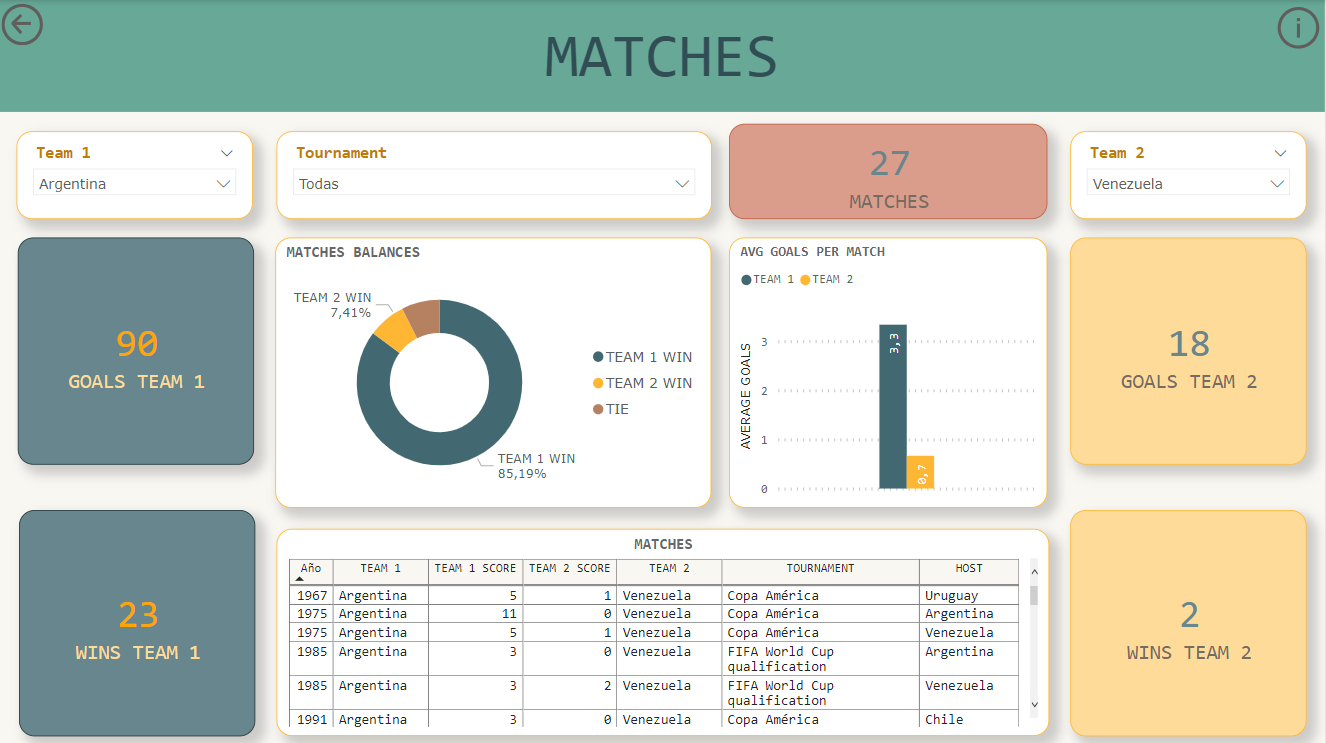 MATCHES
Team 1
Argentina
Tournament
Todas
27
MATCHES
Team 2
Venezuela
90
GOALS TEAM 1
MATCHES BALANCES
TEAM 2 WIN
7,41%
TEAM 1 WIN
85,19%
TEAM 1 WIN
TEAM 2 WIN
TIE
AVG GOALS PER MATCH
TEAM 1 TEAM 2
AVERAGE GOALS
3
2
1
0
3,3
0,7
18
GOALS TEAM 2
23
WINS TEAM 1
MATCHES
Año TEAM 1 TEAM 1 SCORE TEAM 2 SCORE TEAM 2 TOURNAMENT HOST
1967 Argentina 5 1 Venezuela Copa América Uruguay
1975 Argentina 11 0 Venezuela Copa América Argentina
1975 Argentina 5 1 Venezuela Copa América Venezuela
1985 Argentina 3 0 Venezuela FIFA World Cup Argentina
qualification
1985 Argentina 3 2 Venezuela FIFA World Cup Venezuela
qualification
1991 Argentina 3 0 Venezuela Copa América Chile
2
WINS TEAM 2